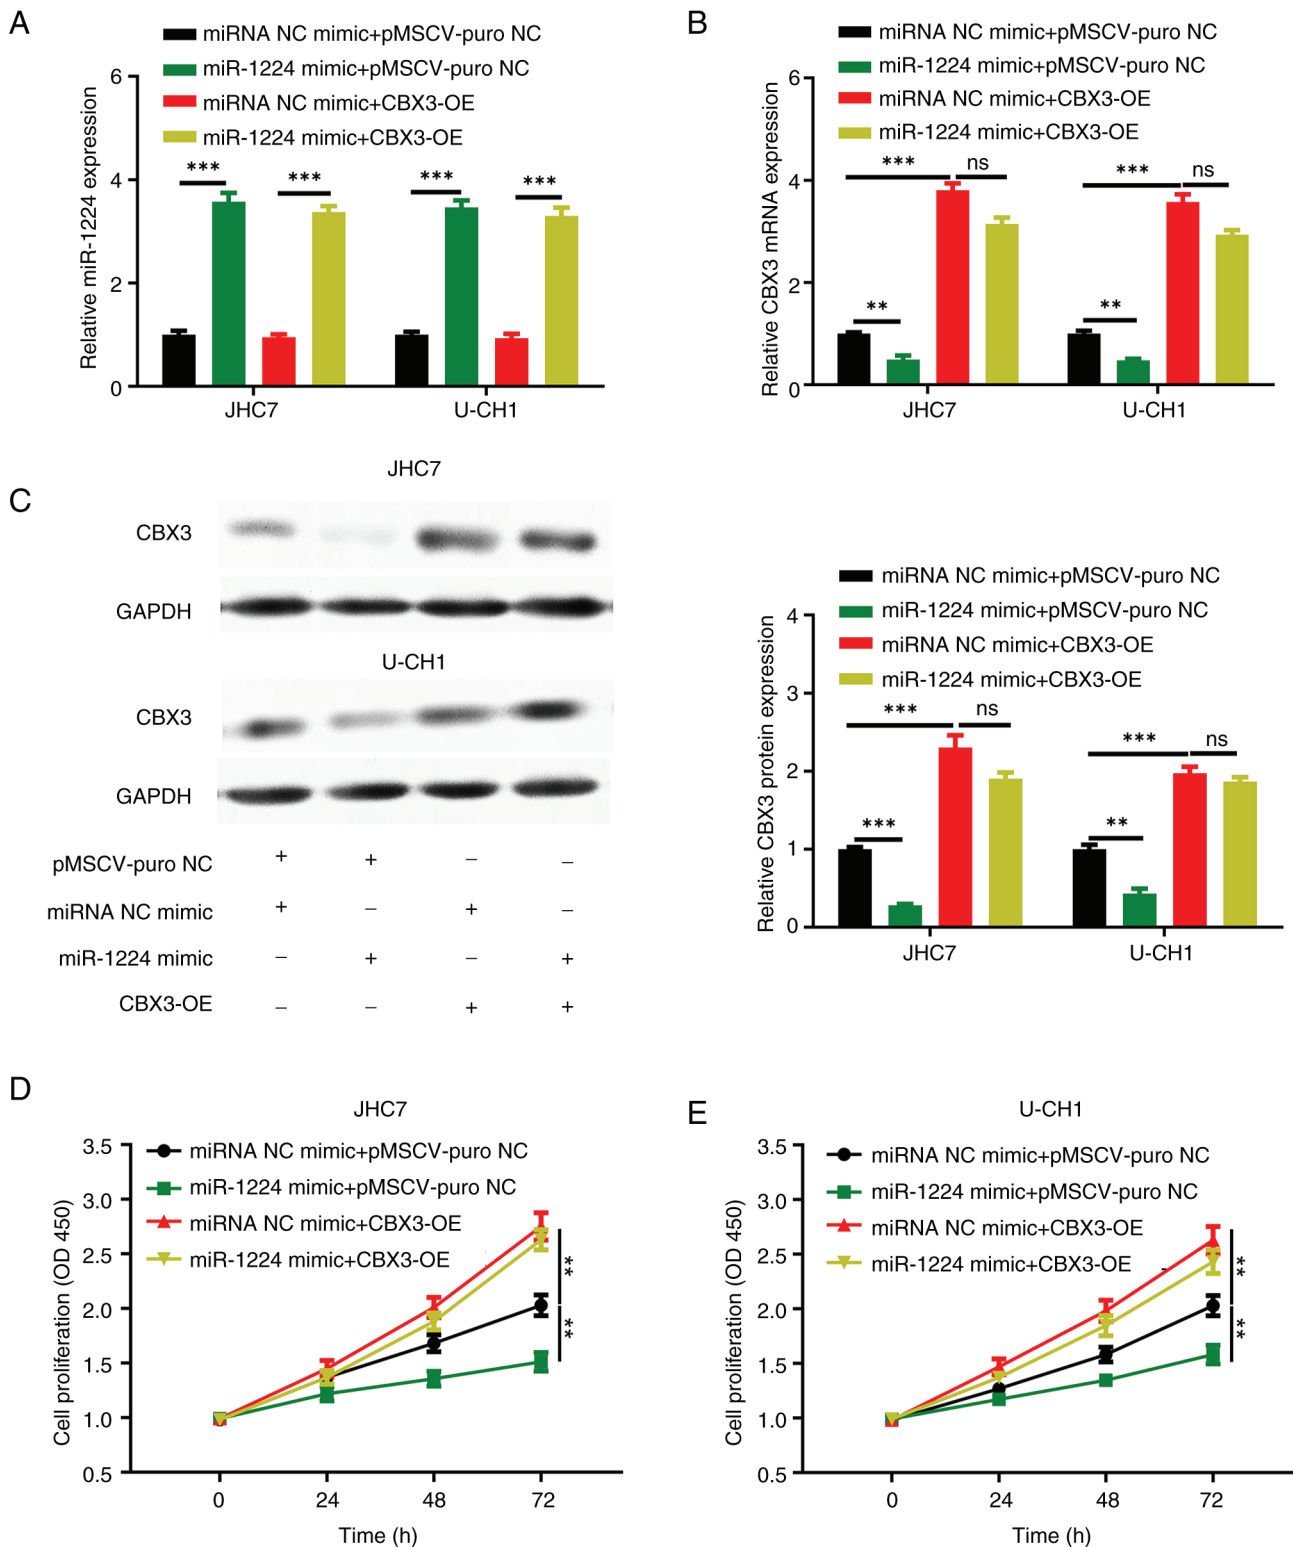 A
miRNA NC mimic+pMSCV-puro NC
miR-1224 mimic+pMSCV-puro NC
miRNA NC mimic+CBX3-OE
miR-1224 mimic+CBX3-OE
Relative miR-1224 expression
6
4
2
0
*** *** *** ***
JHC7 U-CH1
B
miRNA NC mimic+pMSCV-puro NC
miR-1224 mimic+pMSCV-puro NC
miRNA NC mimic+CBX3-OE
miR-1224 mimic+CBX3-OE
Relative CBX3 mRNA expression
6
4
2
0
*** ns *** ns
** **
JHC7 U-CH1
C
JHC7
CBX3
GAPDH
U-CH1
CBX3
GAPDH
pMSCV-puro NC + + – –
miRNA NC mimic + – + –
miR-1224 mimic – + – +
CBX3-OE – – + +
miRNA NC mimic+pMSCV-puro NC
miR-1224 mimic+pMSCV-puro NC
miRNA NC mimic+CBX3-OE
miR-1224 mimic+CBX3-OE
Relative CBX3 protein expression
4
3
2
1
0
*** ns *** ns
*** **
JHC7 U-CH1
D
JHC7
miRNA NC mimic+pMSCV-puro NC
miR-1224 mimic+pMSCV-puro NC
miRNA NC mimic+CBX3-OE
miR-1224 mimic+CBX3-OE
Cell proliferation (OD 450)
3.5
3.0
2.5
2.0
1.5
1.0
0.5
**
**
0 24 48 72
Time (h)
E
U-CH1
miRNA NC mimic+pMSCV-puro NC
miR-1224 mimic+pMSCV-puro NC
miRNA NC mimic+CBX3-OE
miR-1224 mimic+CBX3-OE
Cell proliferation (OD 450)
3.5
3.0
2.5
2.0
1.5
1.0
0.5
**
**
0 24 48 72
Time (h)